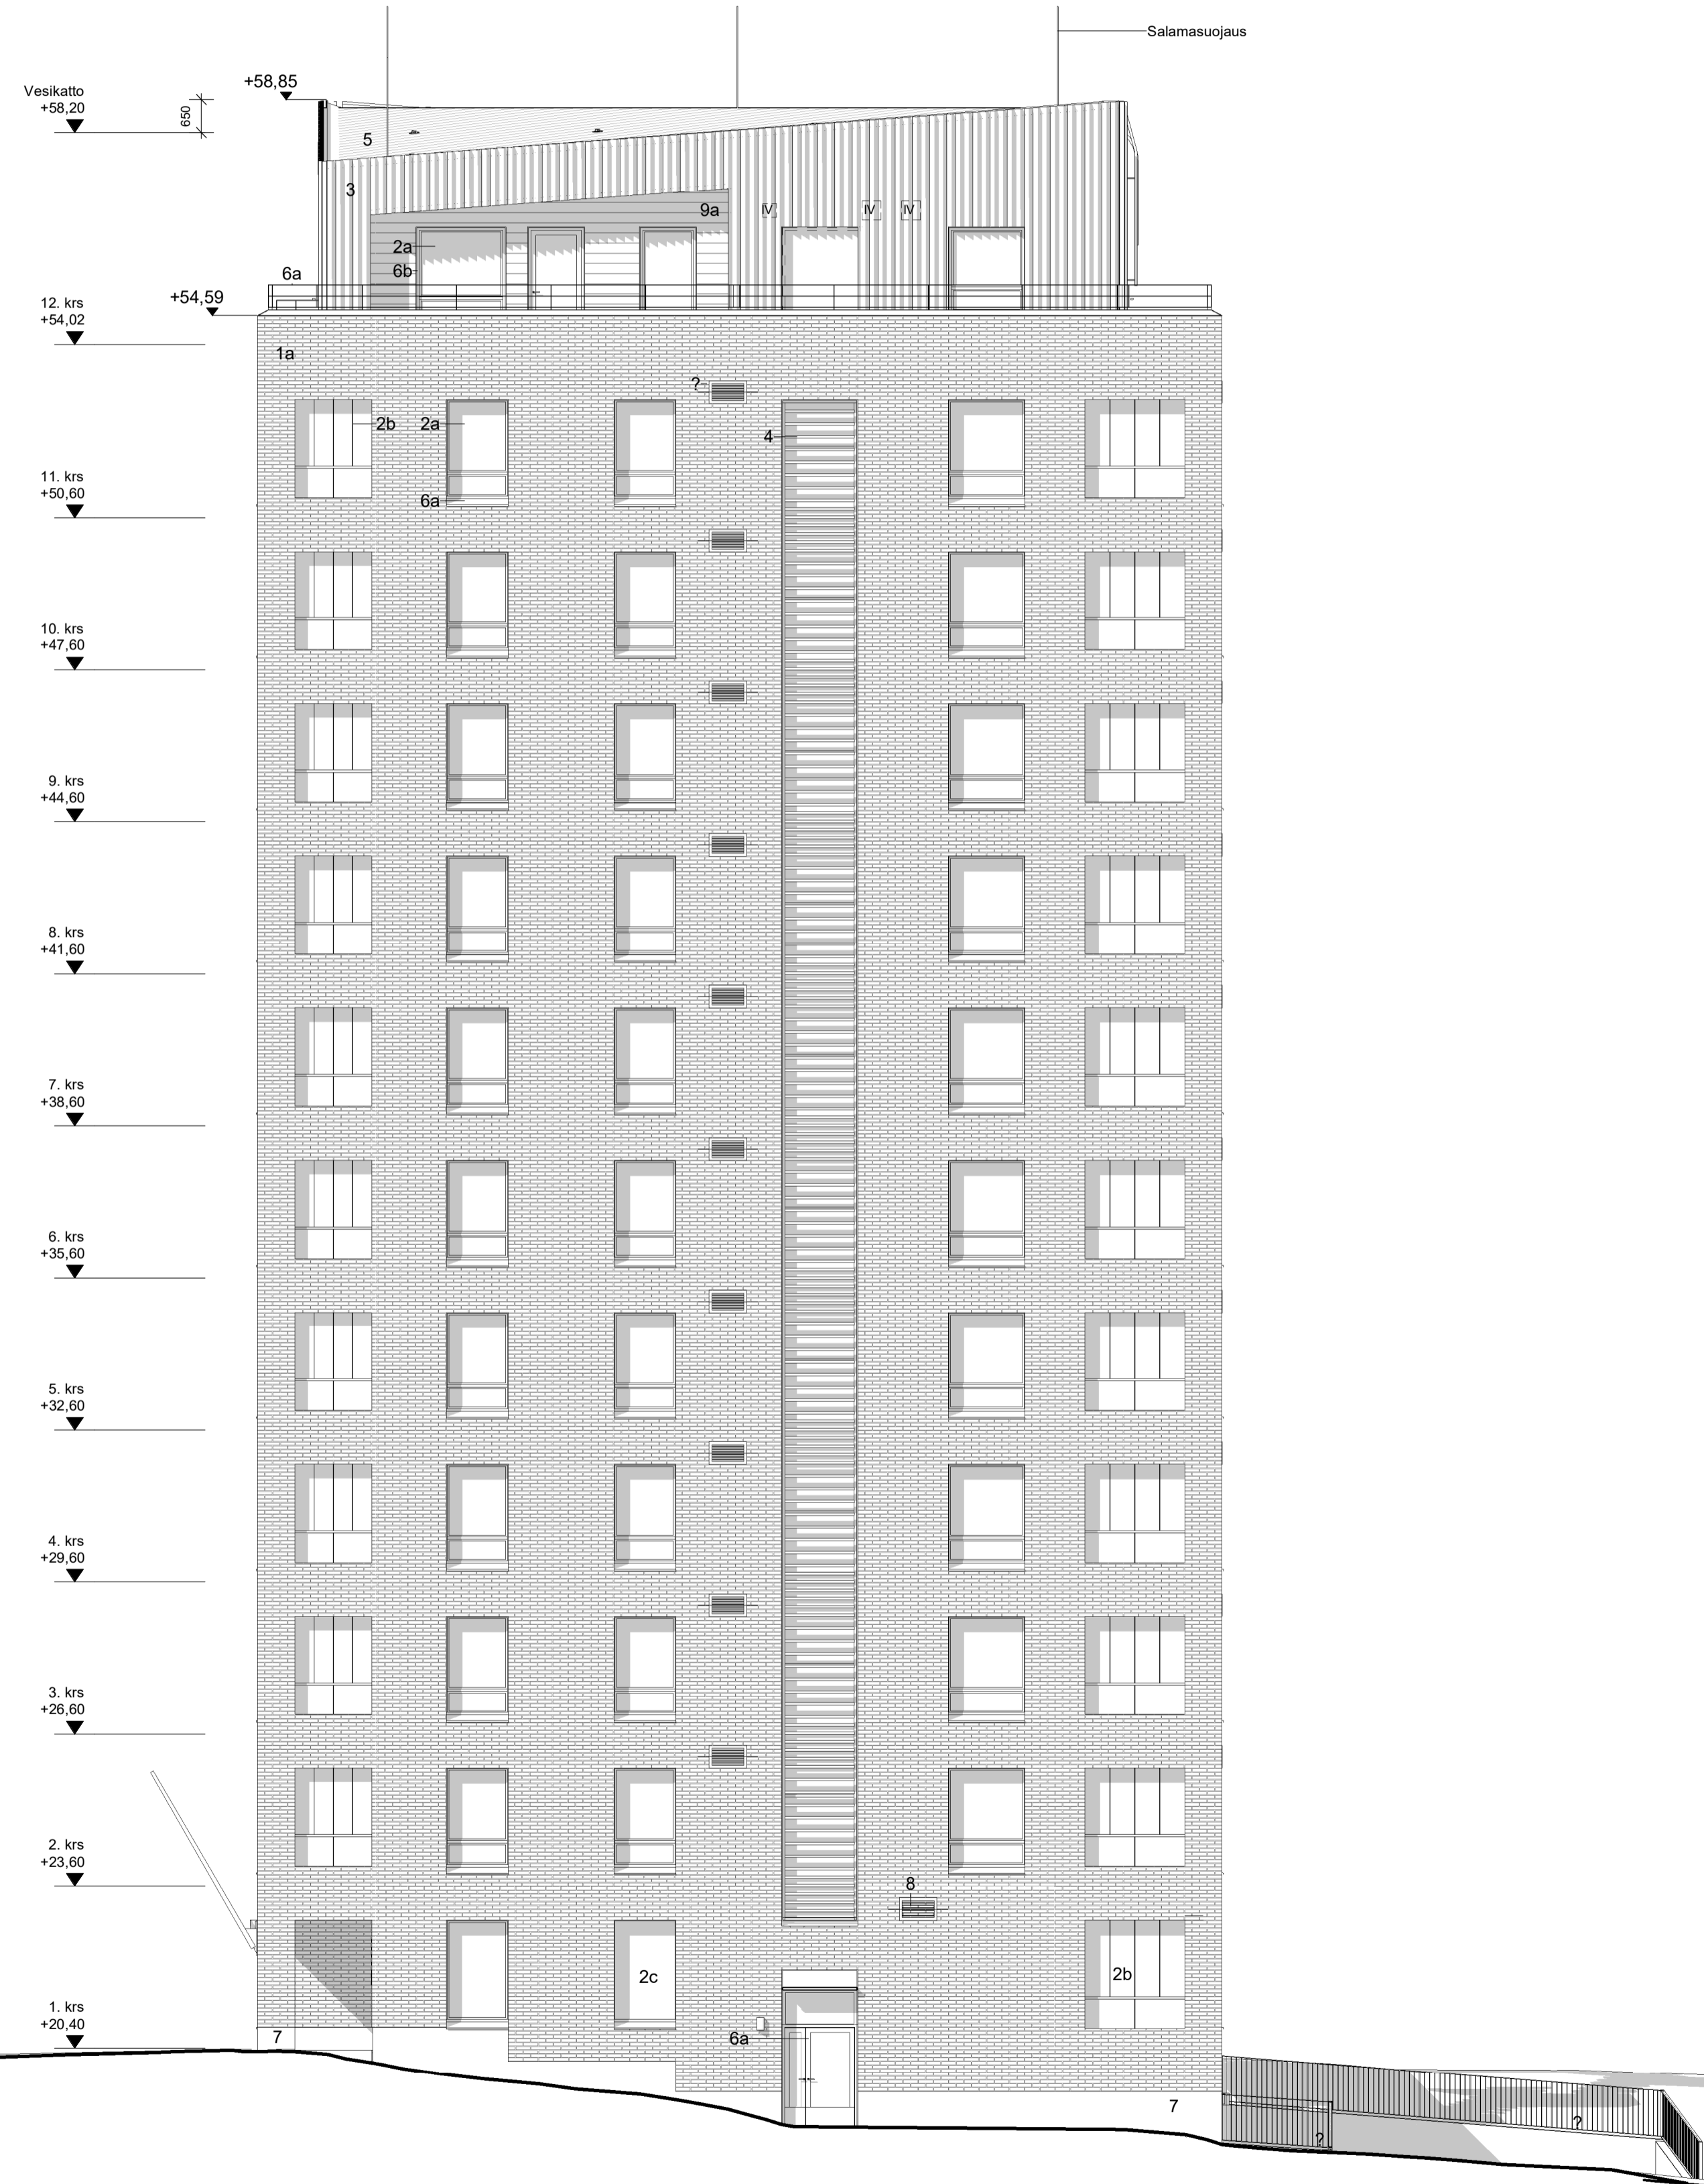 Salamasuojaus
Vesikatto
+58,20
650
+58,85
5
3
9a
IV
IV
IV
2a
6b
6a
12. krs
+54,02
+54,59
1a
?
2b
2a
4
11. krs
+50,60
6a
10. krs
+47,60
9. krs
+44,60
8. krs
+41,60
7. krs
+38,60
6. krs
+35,60
5. krs
+32,60
4. krs
+29,60
3. krs
+26,60
2. krs
+23,60
8
2c
2b
1. krs
+20,40
7
6a
7
?
?